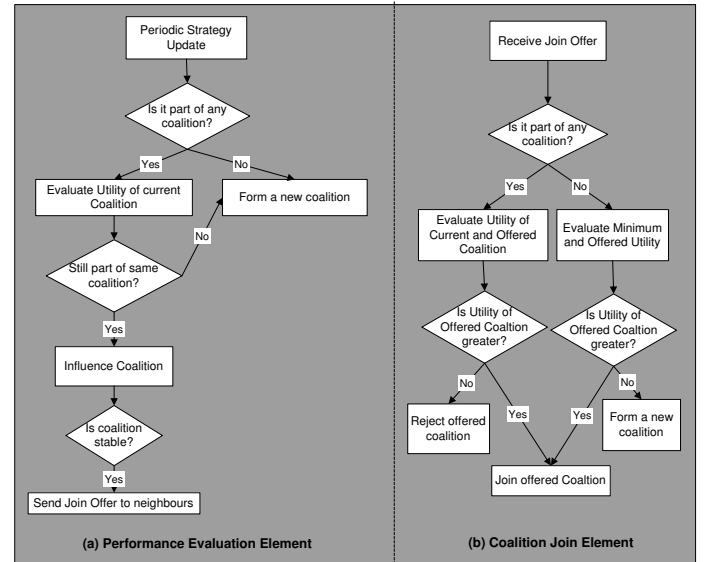 Periodic Strategy
Update
Is it part of any
coalition?
Yes
No
Evaluate Utility of current
Coalition
Form a new coalition
No
Still part of same
coalition?
Yes
Influence Coalition
Is coalition
stable?
Yes
Send Join Offer to neighbours
(a) Performance Evaluation Element
Receive Join Offer
Is it part of any
coalition?
Yes
No
Evaluate Utility of
Current and Offered
Coalition
Evaluate Minimum
and Offered Utility
Is Utility of
Offered Coaltion
greater?
Is Utility of
Offered Coaltion
greater?
No
Yes
Yes
No
Reject offered
coalition
Form a new
coalition
Join offered Coaltion
(b) Coalition Join Element